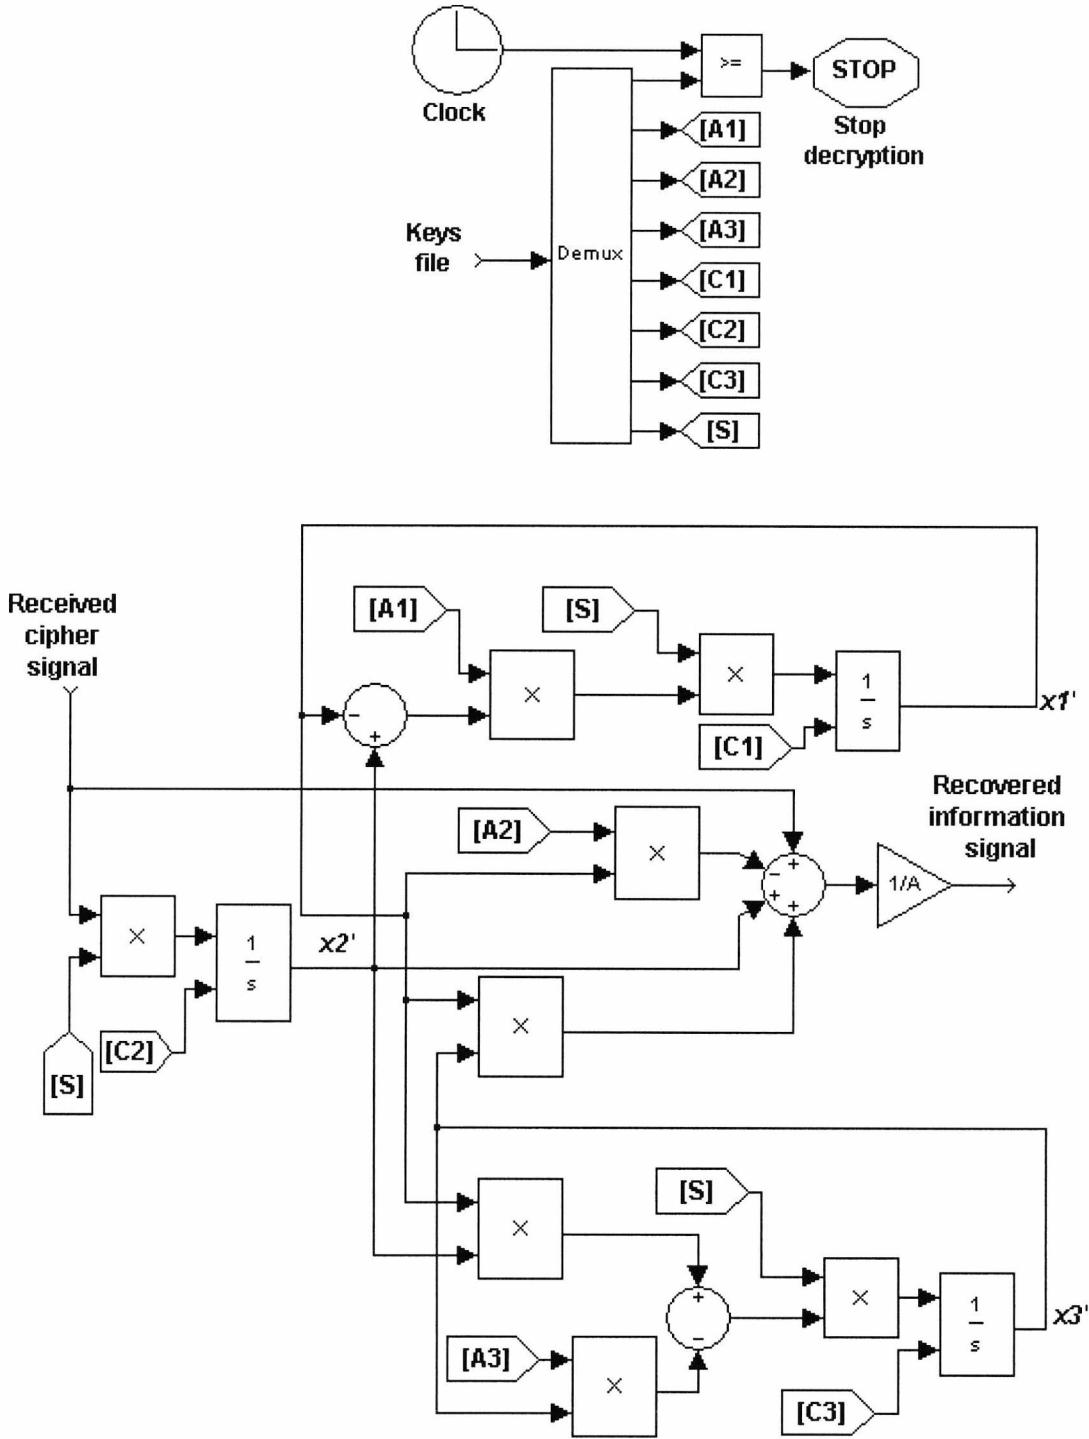 Clock
>=
STOP
Stop
decryption
[A1]
[A2]
[A3]
Keys
file
Demux
[C1]
[C2]
[C3]
[S]
Received
cipher
signal
[A1]
[S]
×
×
1
s
x1'
−
+
[C1]
Recovered
information
signal
[A2]
×
+
−
+
+
1/A
×
1
s
x2'
[S]
[C2]
×
×
[S]
+
−
×
1
s
x3'
[A3]
×
[C3]